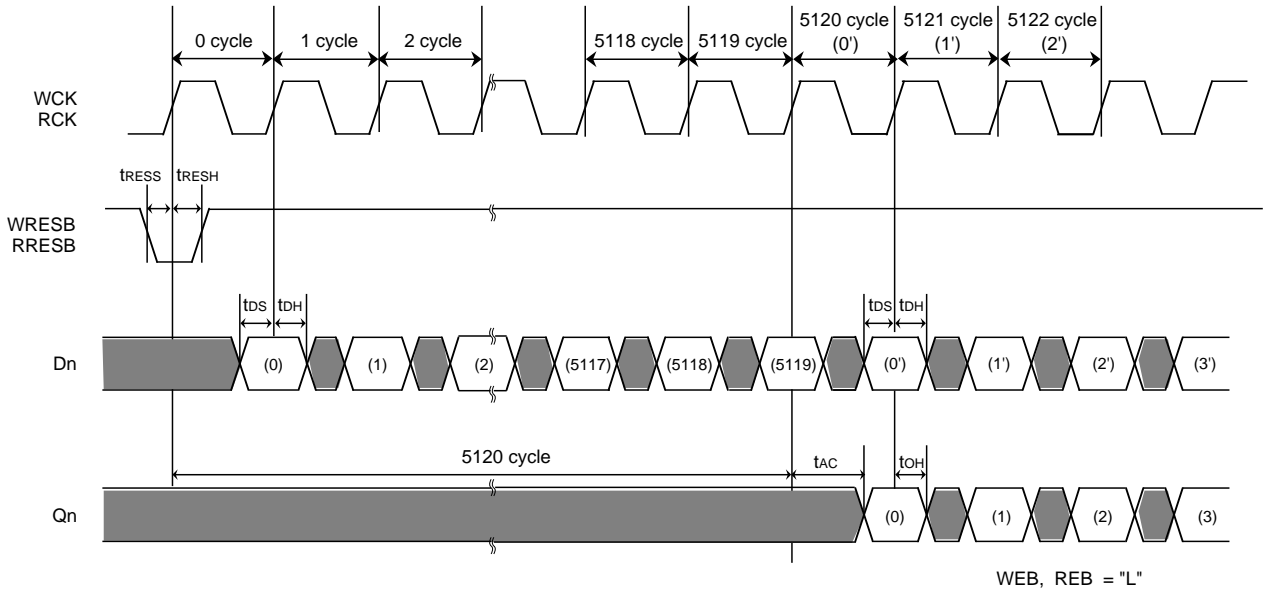 0 cycle 1 cycle 2 cycle 5118 cycle 5119 cycle 5120 cycle (0') 5121 cycle (1') 5122 cycle (2')
WCK
RCK
tRESS tRESH
WRESB
RRESB
tDS tDH tDS tDH
Dn (0) (1) (2) (5117) (5118) (5119) (0') (1') (2') (3')
5120 cycle tAC tOH
Qn (0) (1) (2) (3)
WEB, REB = "L"